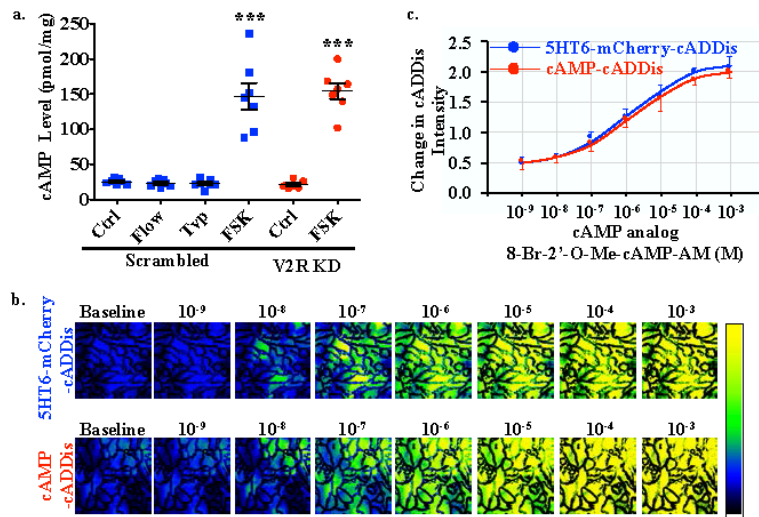 a.
***
***
cAMP Level (pmol/mg)
250
200
150
100
50
0
Ctrl
Flow
Tvp
FSK
Ctrl
FSK
Scrambled
V2R KD
c.
5HT6-mCherry-cADDis
cAMP-cADDis
Change in cADDis
Intensity
2.5
2.0
1.5
1.0
0.5
0.0
10-9 10-8 10-7 10-6 10-5 10-4 10-3
cAMP analog
8-Br-2'-O-Me-cAMP-AM (M)
b.
Baseline 10-9 10-8 10-7 10-6 10-5 10-4 10-3
5HT6-mCherry
-cADDis
Baseline 10-9 10-8 10-7 10-6 10-5 10-4 10-3
cAMP
-cADDis